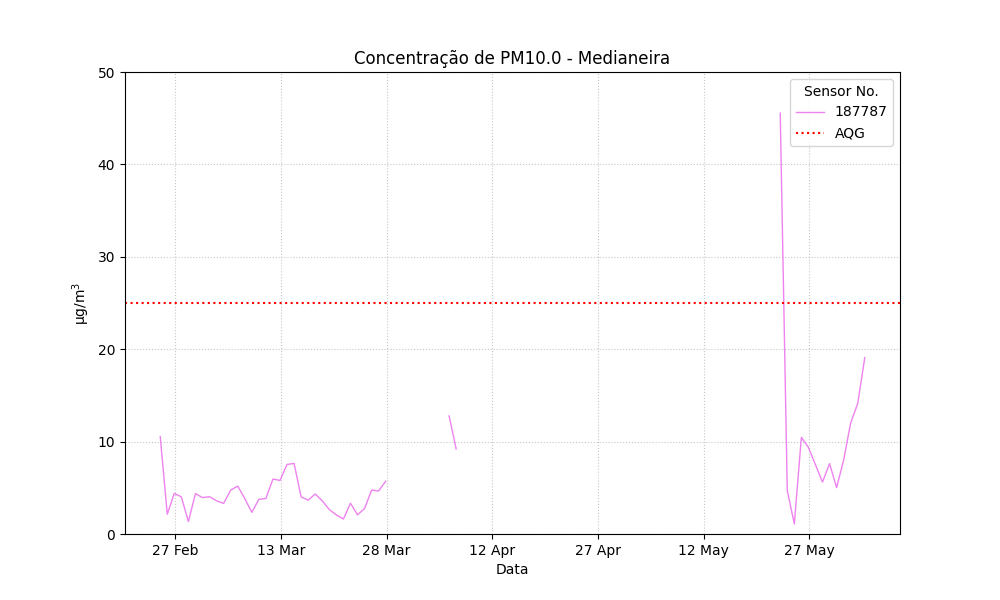 Concentração de PM10.0 - Medianeira
50
40
30
20
10
0
µg/m³
Sensor No.
187787
AQG
27 Feb
13 Mar
28 Mar
12 Apr
27 Apr
12 May
27 May
Data